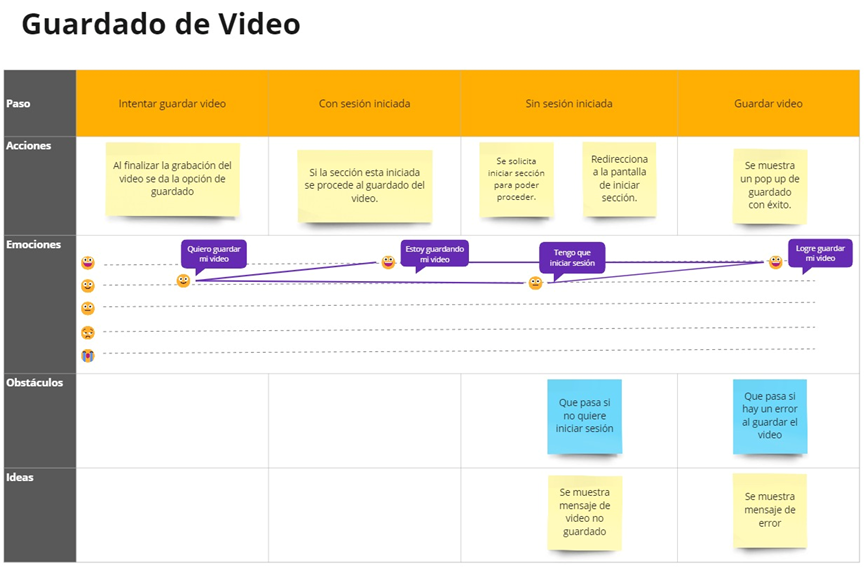 Guardado de Video
Paso
Intentar guardar video
Con sesión iniciada
Sin sesión iniciada
Guardar video
Acciones
Al finalizar la grabación del
video se da la opción de
guardado
Si la sección esta iniciada
se procede al guardado del
video.
Se solicita
iniciar sección
para poder
proceder.
Redirecciona
a la pantalla
de iniciar
sección.
Se muestra
un pop up de
guardado
con éxito.
Emociones
Quiero guardar
mi video
Estoy guardando
mi video
Tengo que
iniciar sesión
Logre guardar
mi video
Obstáculos
Que pasa si
no quiere
iniciar sesión
Que pasa si
hay un error
al guardar el
video
Ideas
Se muestra
mensaje de
video no
guardado
Se muestra
mensaje de
error